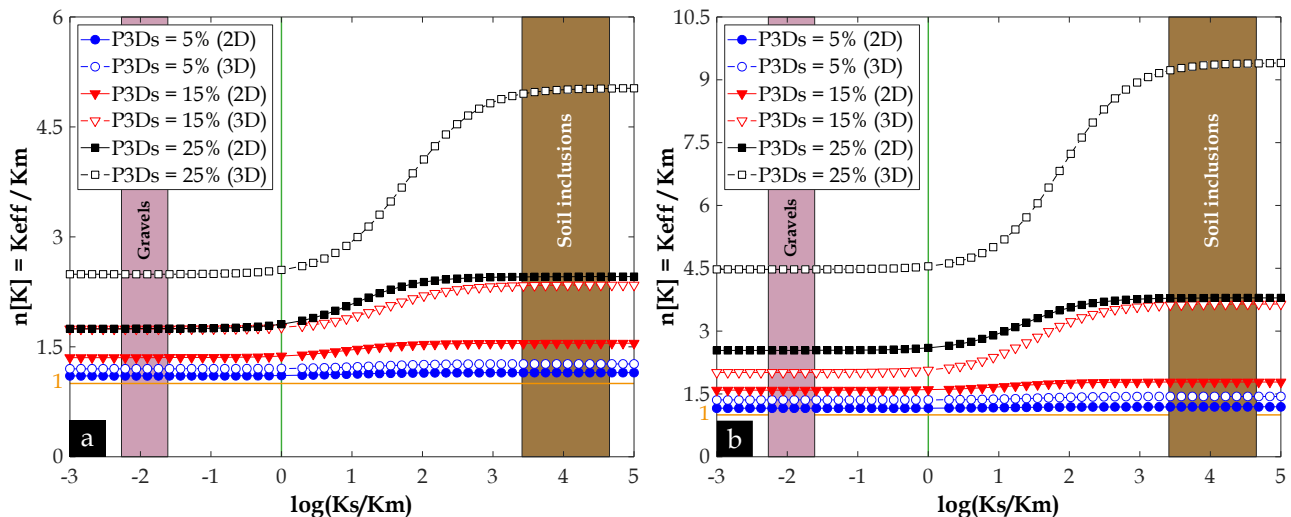 6
4.5
3
1.5
1
0
n[K] = Keff / Km
P3Ds = 5% (2D)
P3Ds = 5% (3D)
P3Ds = 15% (2D)
P3Ds = 15% (3D)
P3Ds = 25% (2D)
P3Ds = 25% (3D)
Gravels
Soil inclusions
a
-3 -2 -1 0 1 2 3 4 5
log(Ks/Km)
10.5
9
7.5
6
4.5
3
1.5
1
0
n[K] = Keff / Km
P3Ds = 5% (2D)
P3Ds = 5% (3D)
P3Ds = 15% (2D)
P3Ds = 15% (3D)
P3Ds = 25% (2D)
P3Ds = 25% (3D)
Gravels
Soil inclusions
b
-3 -2 -1 0 1 2 3 4 5
log(Ks/Km)